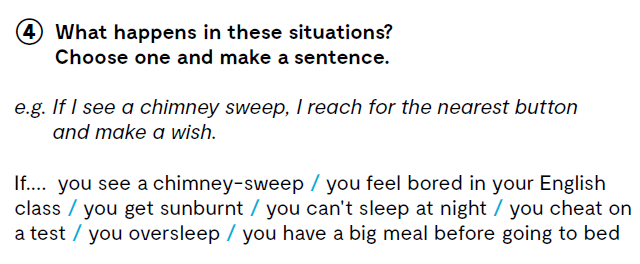 ④ What happens in these situations?
Choose one and make a sentence.
e.g. If I see a chimney sweep, I reach for the nearest button
and make a wish.
If.... you see a chimney-sweep / you feel bored in your English
class / you get sunburnt / you can't sleep at night / you cheat on
a test / you oversleep / you have a big meal before going to bed